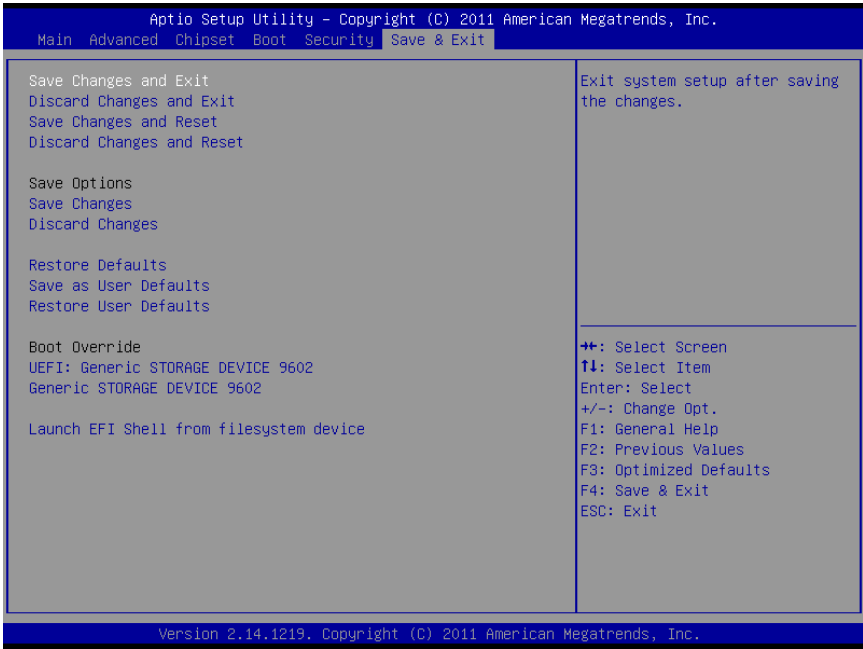 Aptio Setup Utility – Copyright (C) 2011 American Megatrends, Inc.
Main Advanced Chipset Boot Security Save & Exit
Save Changes and Exit
Discard Changes and Exit
Save Changes and Reset
Discard Changes and Reset
Save Options
Save Changes
Discard Changes
Restore Defaults
Save as User Defaults
Restore User Defaults
Boot Override
UEFI: Generic STORAGE DEVICE 9602
Generic STORAGE DEVICE 9602
Launch EFI Shell from filesystem device
Exit system setup after saving
the changes.
→←: Select Screen
↑↓: Select Item
Enter: Select
+/-: Change Opt.
F1: General Help
F2: Previous Values
F3: Optimized Defaults
F4: Save & Exit
ESC: Exit
Version 2.14.1219. Copyright (C) 2011 American Megatrends, Inc.